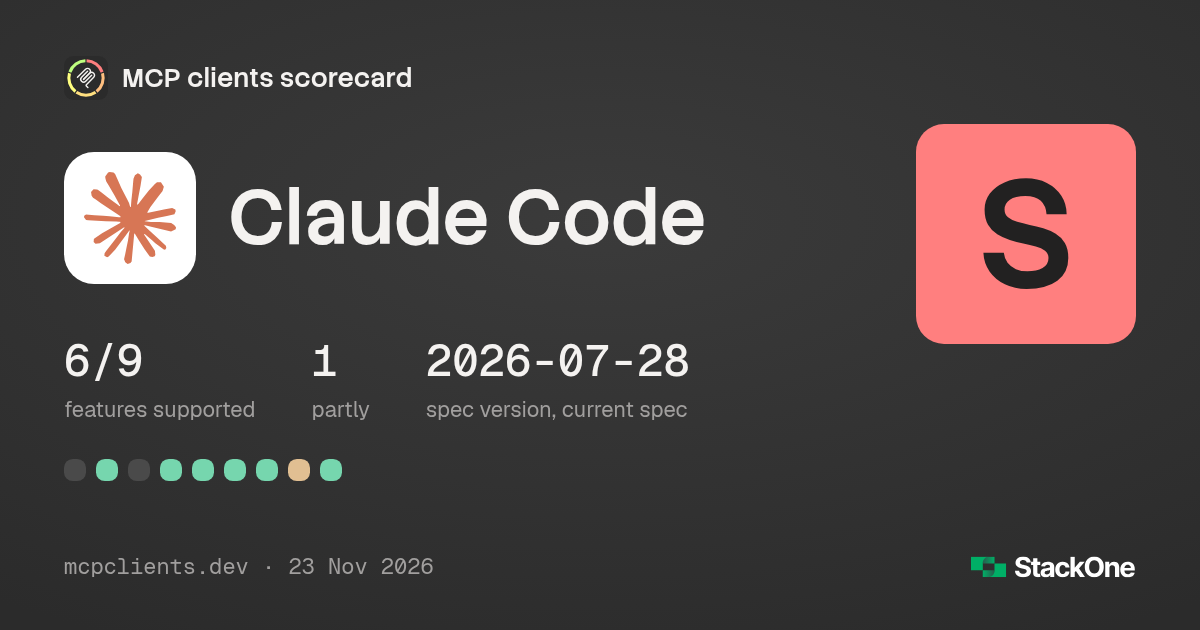 MCP clients scorecard
Claude Code
S
6/9
features supported
1
partly
2026-07-28
spec version, current spec
mcpclients.dev · 23 Nov 2026
StackOne